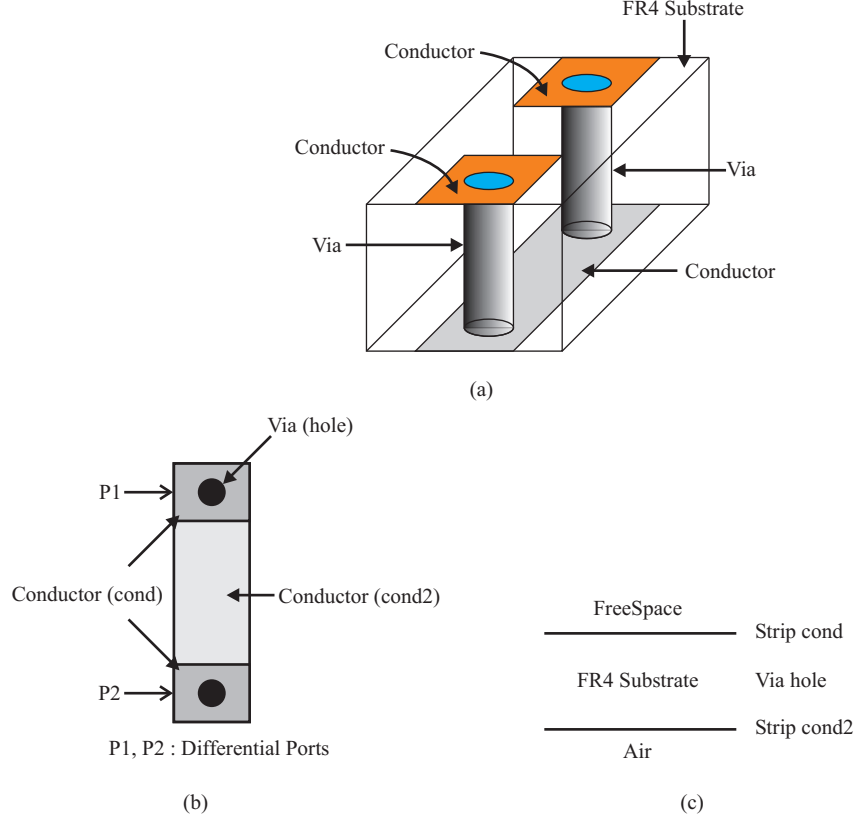 FR4 Substrate
Conductor
Conductor
Via
Via
Conductor
(a)
Via (hole)
P1
Conductor (cond)
Conductor (cond2)
P2
P1, P2 : Differential Ports
(b)
FreeSpace
Strip cond
FR4 Substrate
Via hole
Strip cond2
Air
(c)